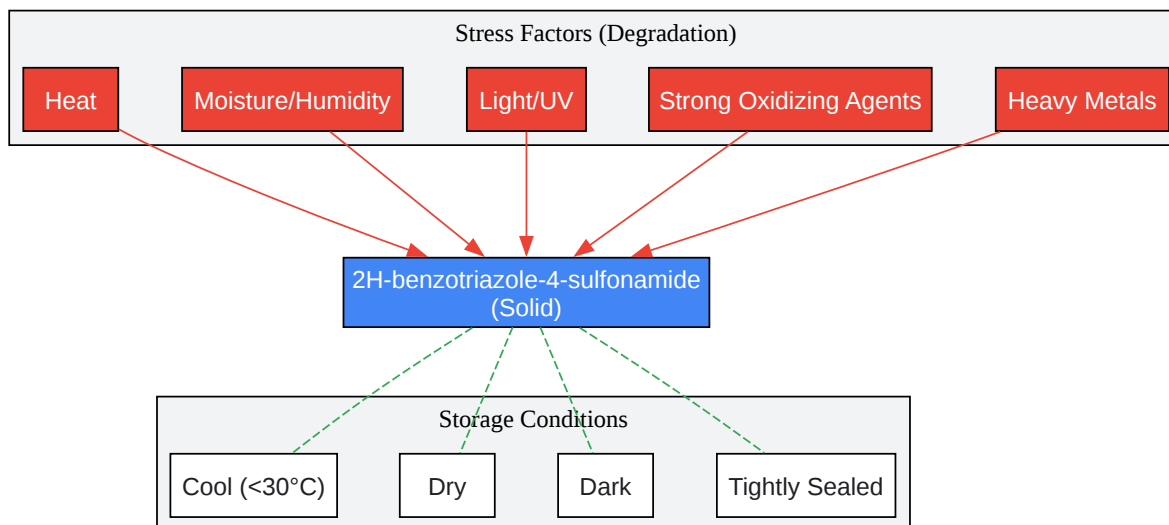 Stress Factors (Degradation)
Heat
Moisture/Humidity
Light/UV
Strong Oxidizing Agents
Heavy Metals
2H-benzotriazole-4-sulfonamide
(Solid)
Storage Conditions
Cool (<30°C)
Dry
Dark
Tightly Sealed